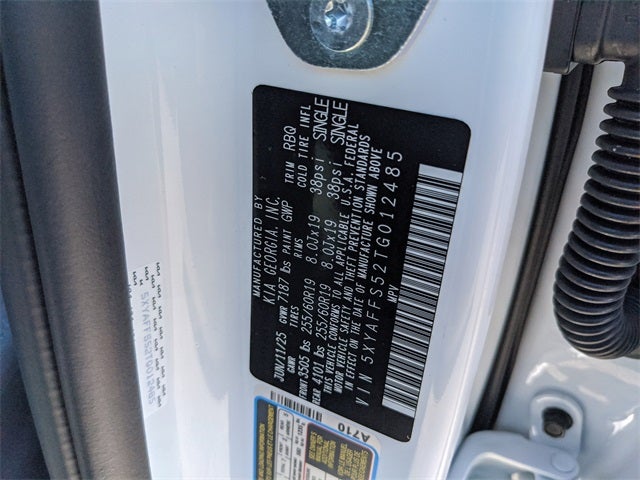 MANUFACTURED BY
KIA GEORGIA, INC.
JUN/11/25 GVWR 7187 lbs PAINT GWP TRIM RBQ
GAWR TIRES RIMS COLD TIRE INFL
FRONT 3505 lbs 255/60R19 8.0Jx19 38psi SINGLE
REAR 4101 lbs 255/60R19 8.0Jx19 38psi SINGLE
THIS VEHICLE CONFORMS TO ALL APPLICABLE U.S.A. FEDERAL
MOTOR VEHICLE SAFETY AND THEFT PREVENTION STANDARDS
IN EFFECT ON THE DATE OF MANUFACTURE SHOWN ABOVE
VIN 5XYAFFS52TG012485
MPV
A710
5XYAFFS52TG012485